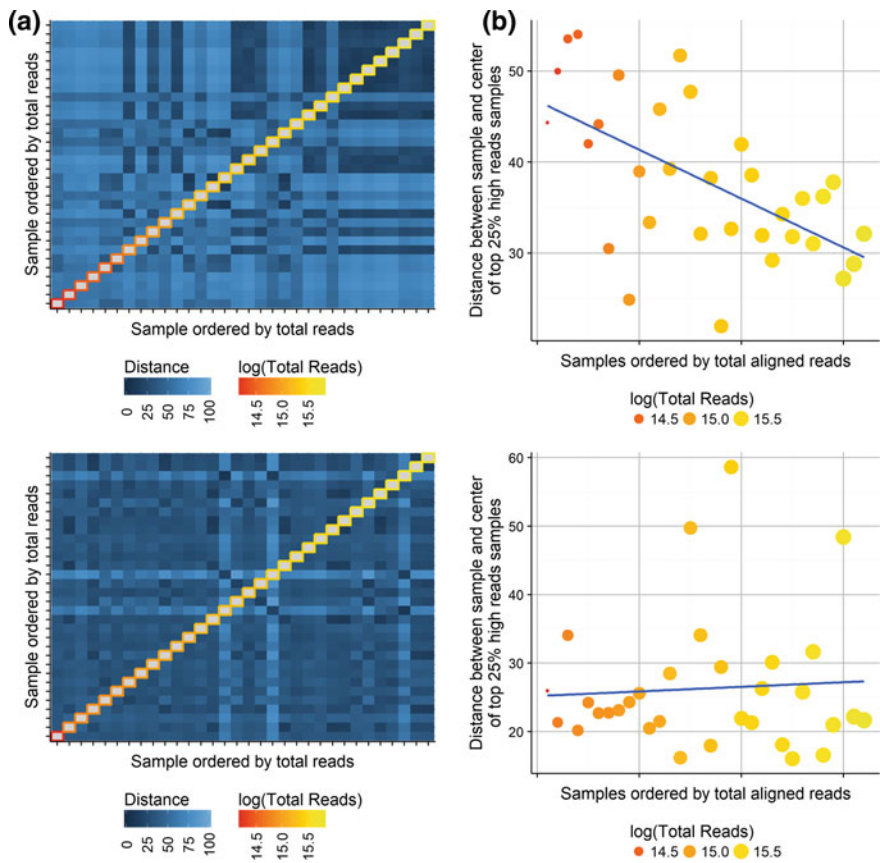 (a)
Sample ordered by total reads
Sample ordered by total reads
Distance
0 25 50 75 100
log(Total Reads)
14.5 15.0 15.5
(b)
Distance between sample and center
of top 25% high reads samples
50
40
30
Samples ordered by total aligned reads
log(Total Reads)
14.5 15.0 15.5
Sample ordered by total reads
Sample ordered by total reads
Distance
0 25 50 75 100
log(Total Reads)
14.5 15.0 15.5
Distance between sample and center
of top 25% high reads samples
60
50
40
30
20
Samples ordered by total aligned reads
log(Total Reads)
14.5 15.0 15.5